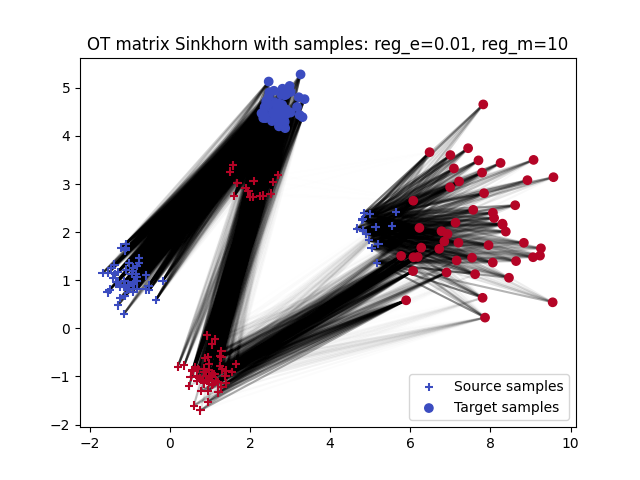 OT matrix Sinkhorn with samples: reg_e=0.01, reg_m=10
5
4
3
2
1
0
−1
−2
−2 0 2 4 6 8 10
Source samples
Target samples